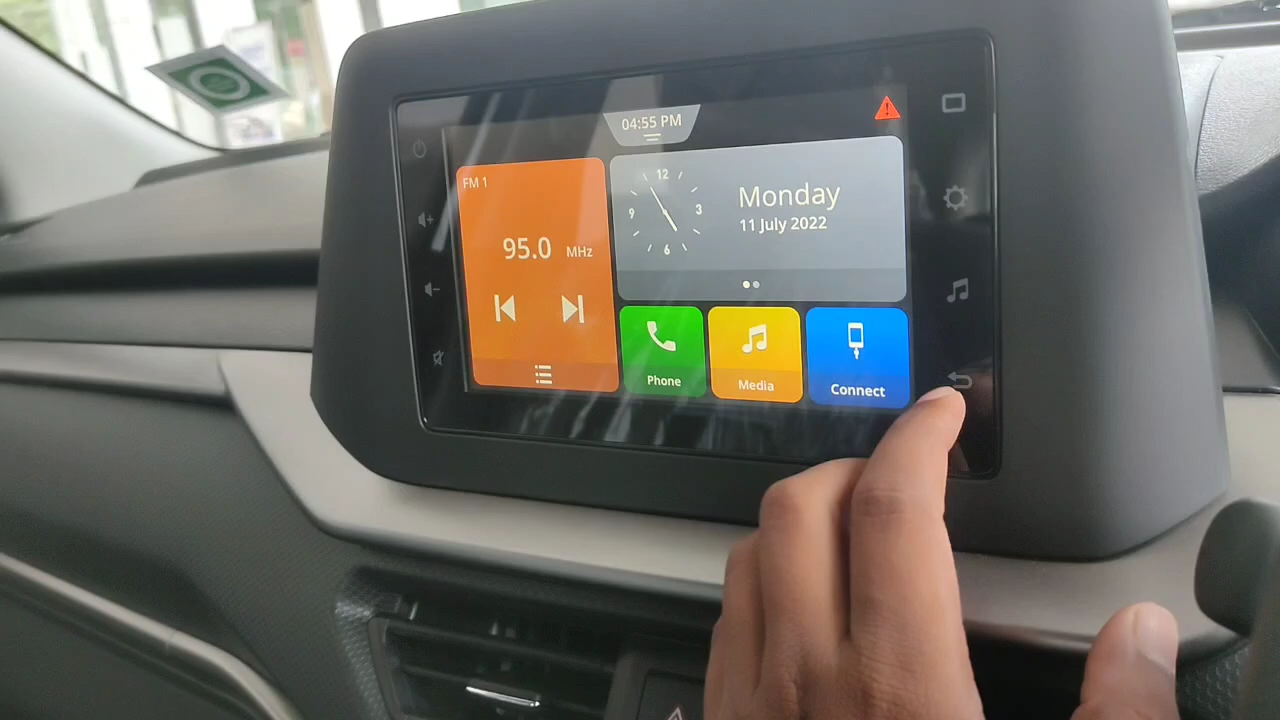 04:55 PM
FM 1
95.0 MHz
12
3
6
9
Monday
11 July 2022
Phone
Media
Connect